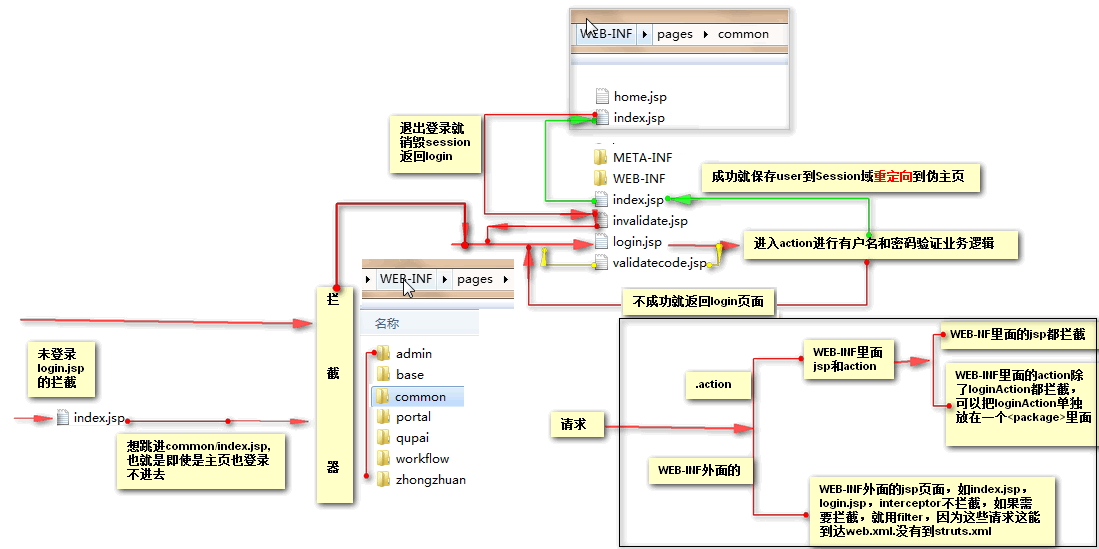 WEB-INF pages common
home.jsp
index.jsp
退出登录就
销毁session
返回login
META-INF
WEB-INF
index.jsp
invalidate.jsp
login.jsp
validatecode.jsp
成功就保存user到Session域重定向到伪主页
进入action进行有户名和密码验证业务逻辑
不成功就返回login页面
WEB-INF pages
名称
admin
base
common
portal
qupai
workflow
zhongzhuan
拦
截
器
未登录
login.jsp
的拦截
index.jsp
想跳进common/index.jsp,
也就是即使是主页也登录
不进去
请求
.action
WEB-INF里面
jsp和action
WEB-NF里面的jsp都拦截
WEB-INF里面的action除
了loginAction都拦截，
可以把loginAction单独
放在一个<package>里面
WEB-INF外面的
WEB-INF外面的jsp页面，如index.jsp，
login.jsp，interceptor不拦截，如果需
要拦截，就用filter，因为这些请求这能
到达web.xml.没有到struts.xml